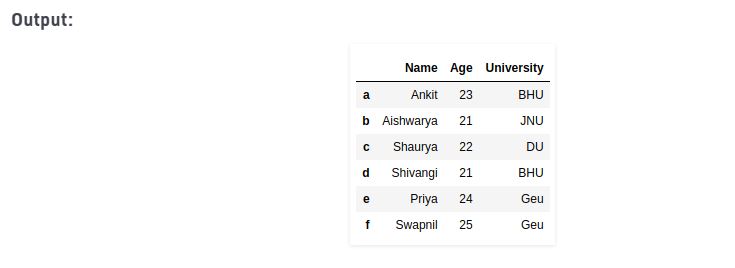 Output:
Name Age University
a Ankit 23 BHU
b Aishwarya 21 JNU
c Shaurya 22 DU
d Shivangi 21 BHU
e Priya 24 Geu
f Swapnil 25 Geu